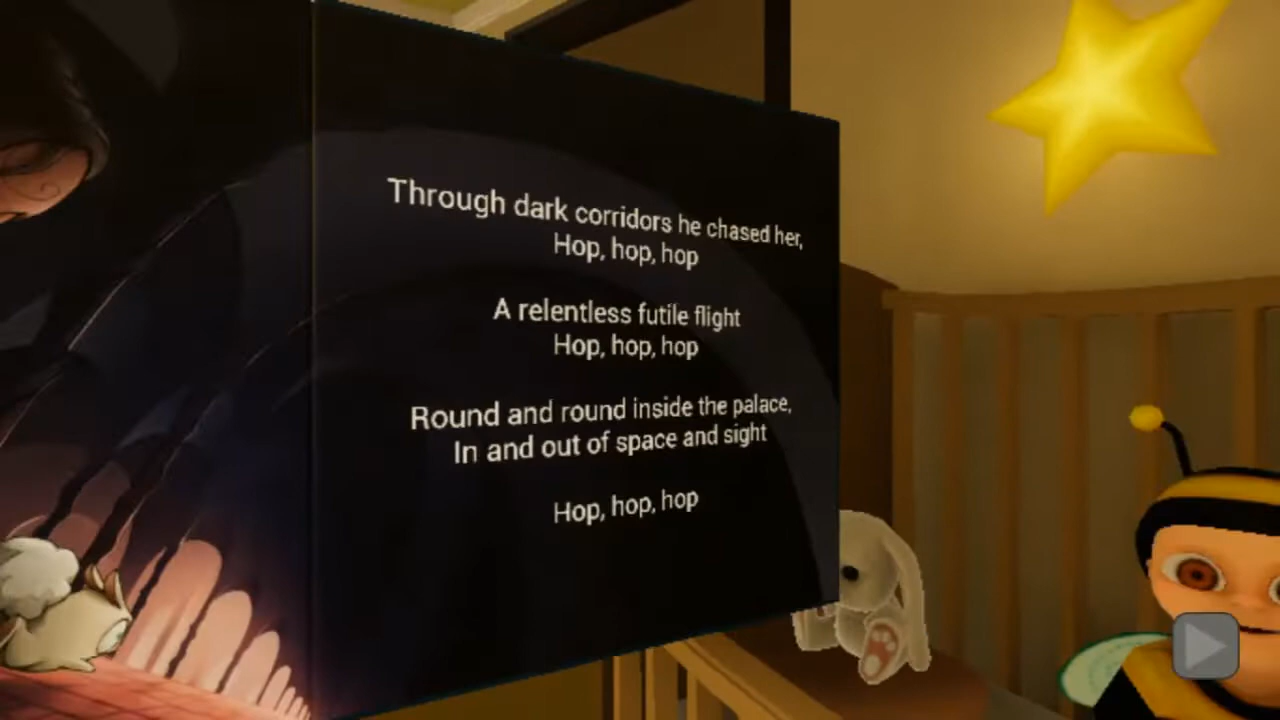 Through dark corridors he chased her,
Hop, hop, hop
A relentless futile flight
Hop, hop, hop
Round and round inside the palace,
In and out of space and sight
Hop, hop, hop